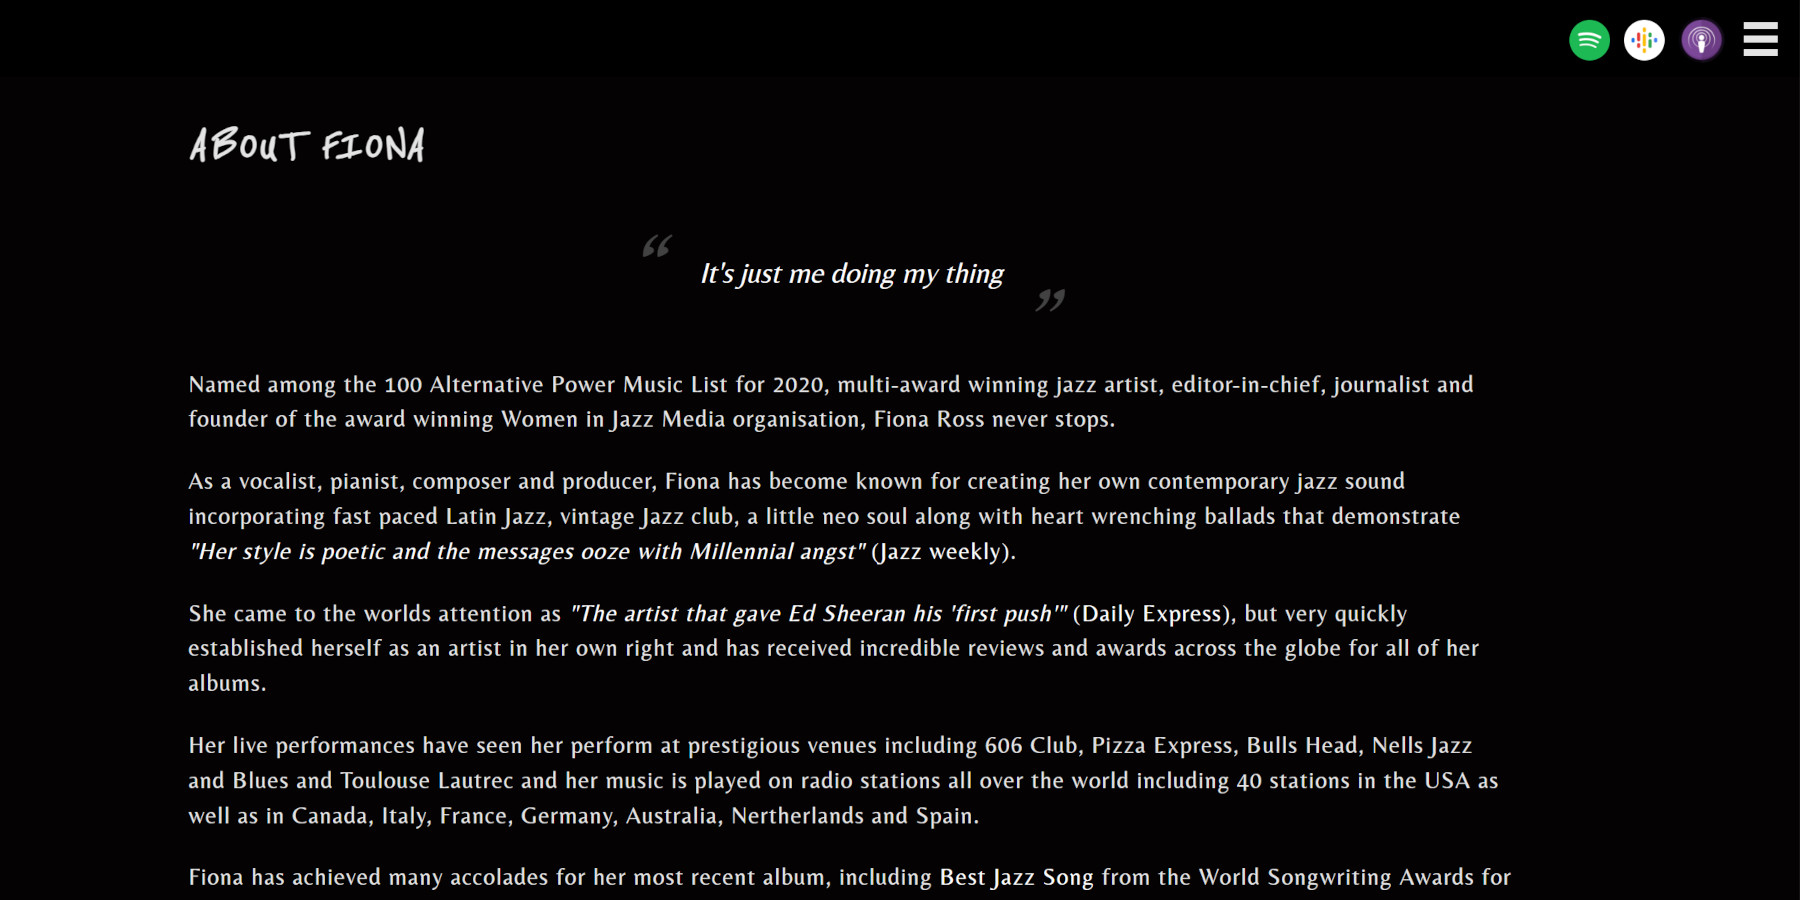 ABOUT FIONA
“ It's just me doing my thing ”
Named among the 100 Alternative Power Music List for 2020, multi-award winning jazz artist, editor-in-chief, journalist and
founder of the award winning Women in Jazz Media organisation, Fiona Ross never stops.
As a vocalist, pianist, composer and producer, Fiona has become known for creating her own contemporary jazz sound
incorporating fast paced Latin Jazz, vintage Jazz club, a little neo soul along with heart wrenching ballads that demonstrate
"Her style is poetic and the messages ooze with Millennial angst" (Jazz weekly).
She came to the worlds attention as "The artist that gave Ed Sheeran his 'first push'" (Daily Express), but very quickly
established herself as an artist in her own right and has received incredible reviews and awards across the globe for all of her
albums.
Her live performances have seen her perform at prestigious venues including 606 Club, Pizza Express, Bulls Head, Nells Jazz
and Blues and Toulouse Lautrec and her music is played on radio stations all over the world including 40 stations in the USA as
well as in Canada, Italy, France, Germany, Australia, Nertherlands and Spain.
Fiona has achieved many accolades for her most recent album, including Best Jazz Song from the World Songwriting Awards for